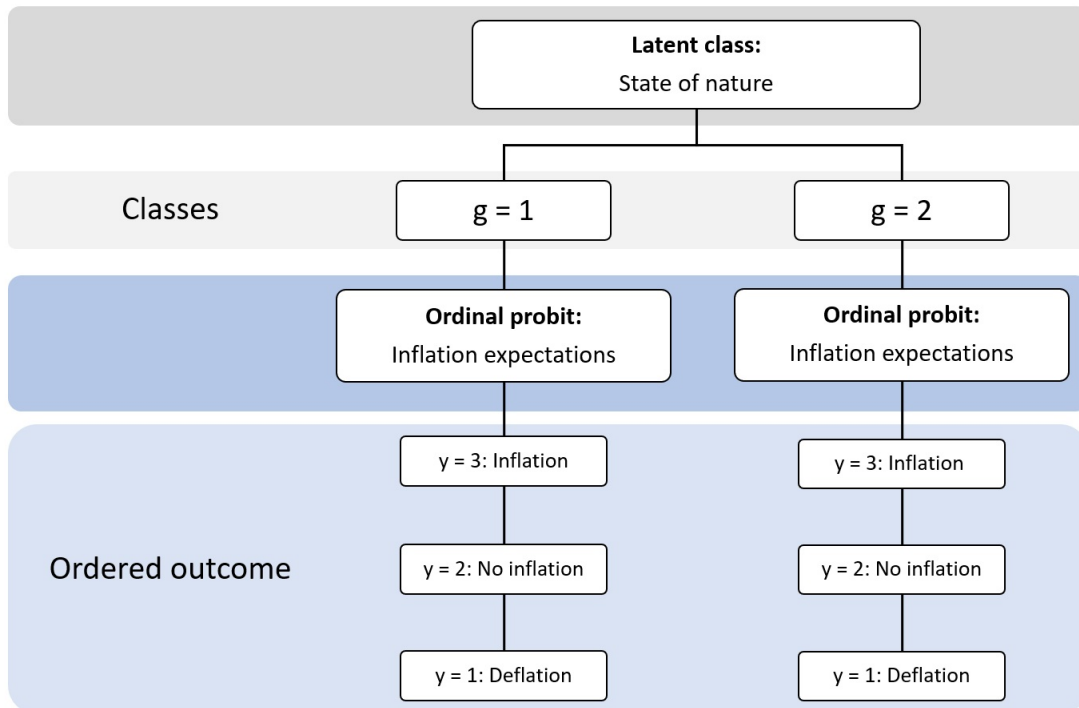 Latent class:
State of nature
Classes
g = 1
g = 2
Ordinal probit:
Inflation expectations
Ordinal probit:
Inflation expectations
Ordered outcome
y = 3: Inflation
y = 2: No inflation
y = 1: Deflation
y = 3: Inflation
y = 2: No inflation
y = 1: Deflation